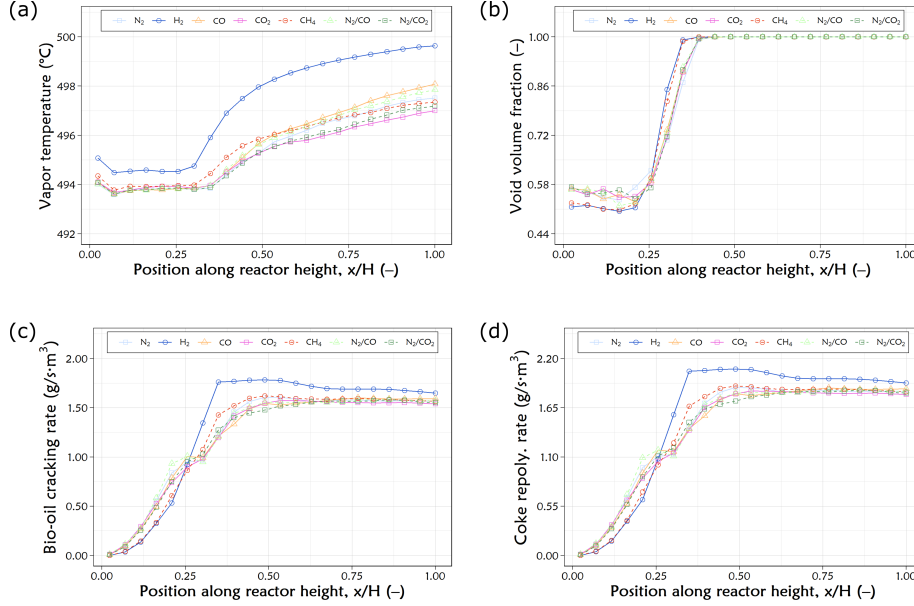 (a)
N₂ H₂ CO CO₂ CH₄ N₂/CO N₂/CO₂
Vapor temperature (°C)
500
498
496
494
492
0.00 0.25 0.50 0.75 1.00
Position along reactor height, x/H (–)
(b)
N₂ H₂ CO CO₂ CH₄ N₂/CO N₂/CO₂
Void volume fraction (–)
1.00
0.86
0.72
0.58
0.44
0.00 0.25 0.50 0.75 1.00
Position along reactor height, x/H (–)
(c)
N₂ H₂ CO CO₂ CH₄ N₂/CO N₂/CO₂
Bio-oil cracking rate (g/s·m³)
2.00
1.50
1.00
0.50
0.00
0.00 0.25 0.50 0.75 1.00
Position along reactor height, x/H (–)
(d)
N₂ H₂ CO CO₂ CH₄ N₂/CO N₂/CO₂
Coke repoly. rate (g/s·m³)
2.20
1.65
1.10
0.55
0.00
0.00 0.25 0.50 0.75 1.00
Position along reactor height, x/H (–)